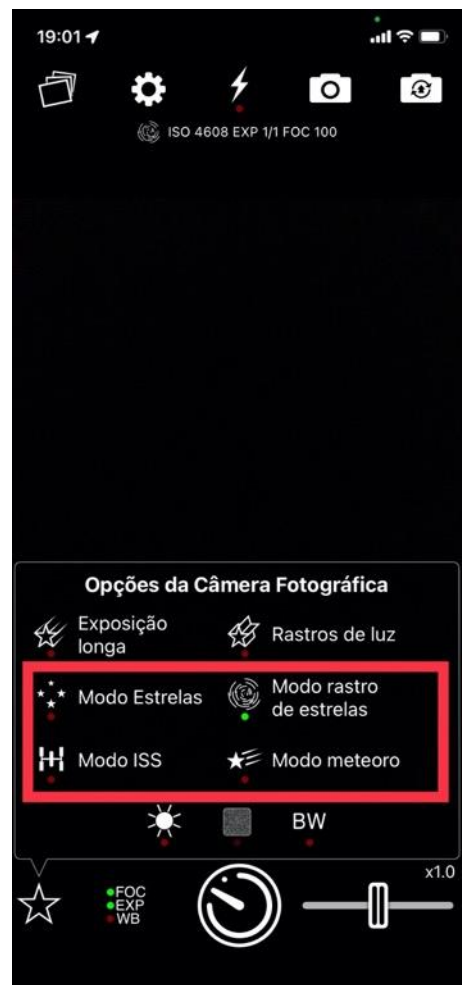 19:01
ISO 4608 EXP 1/1 FOC 100
Opções da Câmera Fotográfica
Exposição
longa
Rastros de luz
Modo Estrelas
Modo rastro
de estrelas
Modo ISS
Modo meteoro
BW
x1.0
FOC
EXP
WB